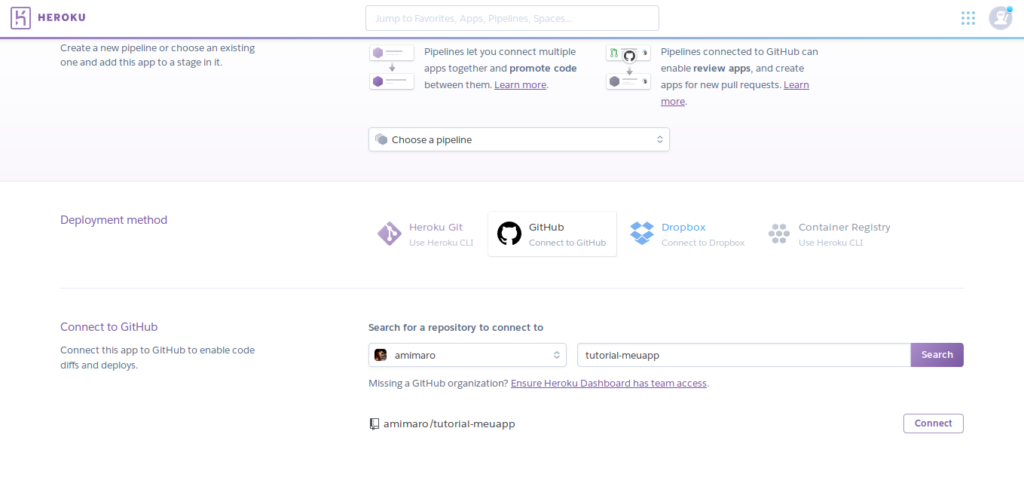 HEROKU
Jump to Favorites, Apps, Pipelines, Spaces...
Create a new pipeline or choose an existing
one and add this app to a stage in it.
Pipelines let you connect multiple
apps together and promote code
between them. Learn more.
Pipelines connected to GitHub can
enable review apps, and create
apps for new pull requests. Learn
more.
Choose a pipeline
Deployment method
Heroku Git
Use Heroku CLI
GitHub
Connect to GitHub
Dropbox
Connect to Dropbox
Container Registry
Use Heroku CLI
Connect to GitHub
Connect this app to GitHub to enable code
diffs and deploys.
Search for a repository to connect to
amimaro
tutorial-meuapp
Search
Missing a GitHub organization? Ensure Heroku Dashboard has team access.
amimaro/tutorial-meuapp
Connect